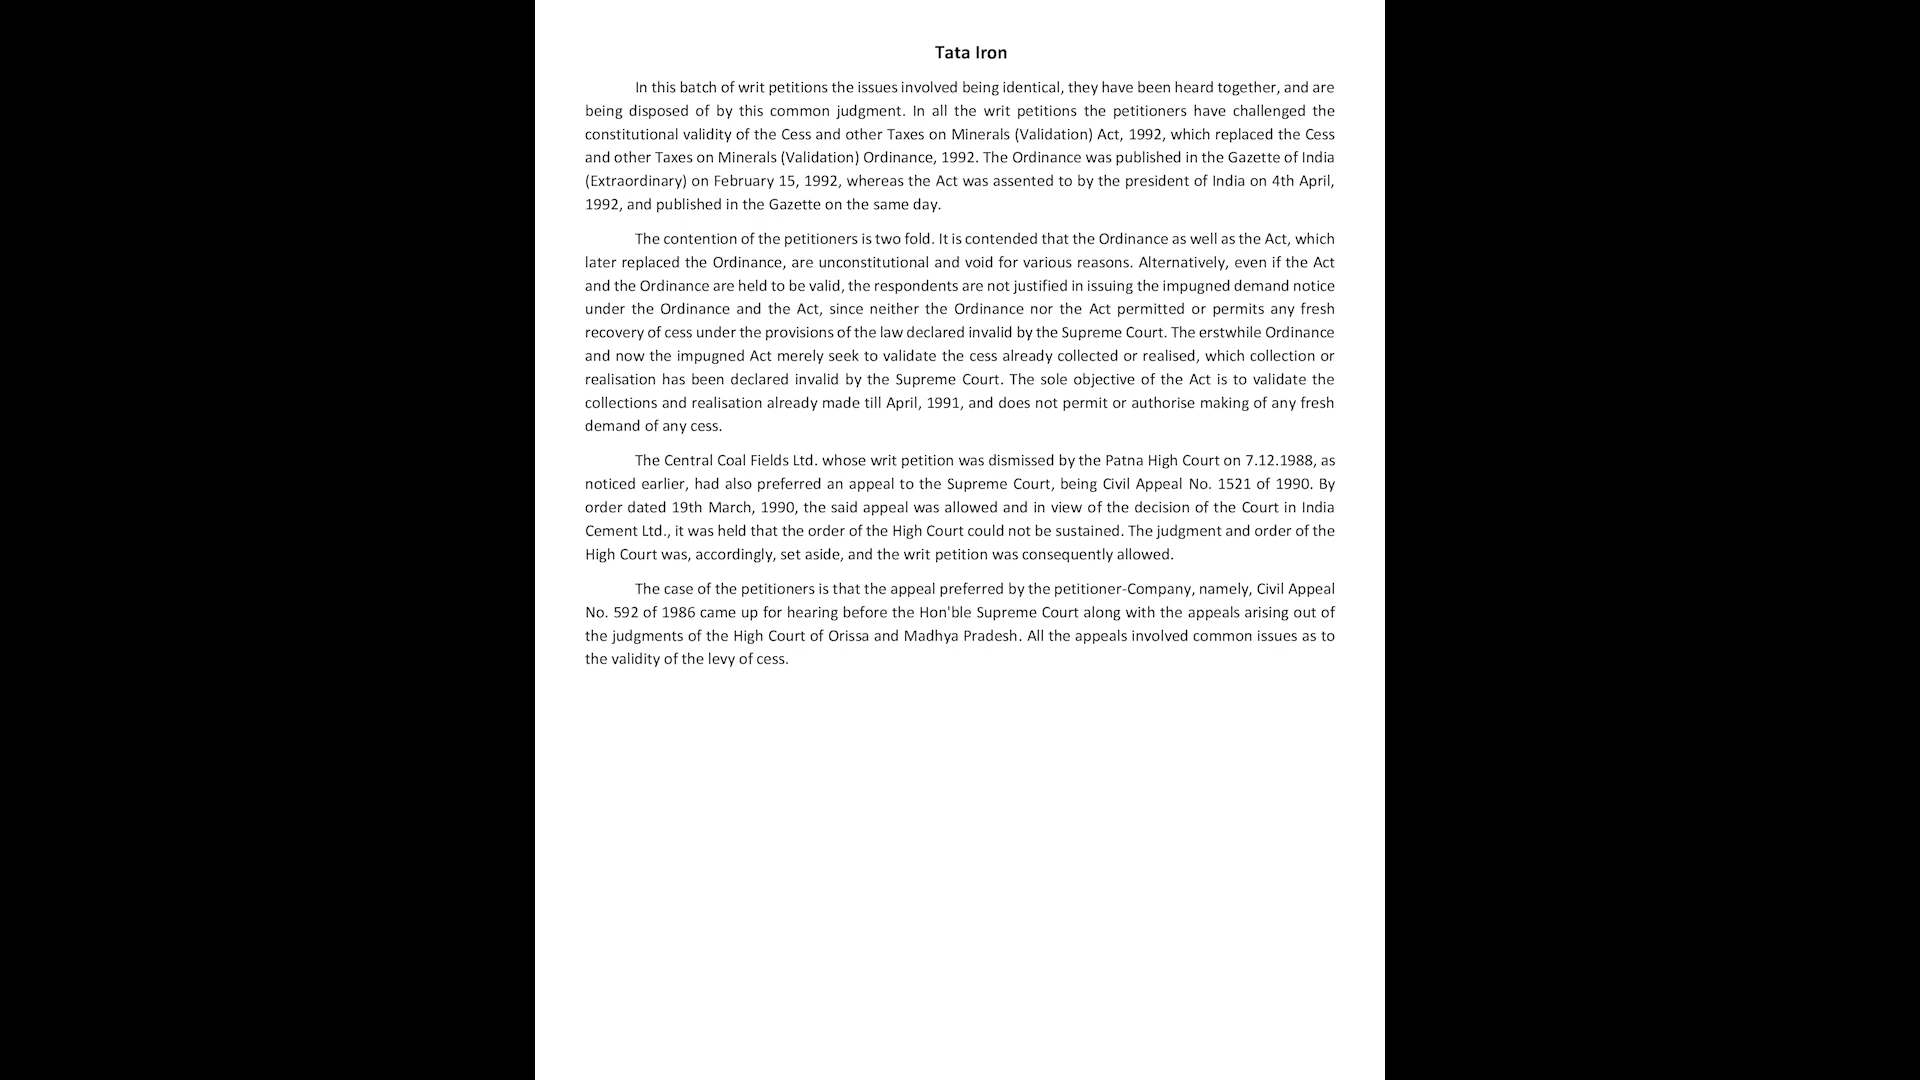 Tata Iron
In this batch of writ petitions the issues involved being identical, they have been heard together, and are
being disposed of by this common judgment. In all the writ petitions the petitioners have challenged the
constitutional validity of the Cess and other Taxes on Minerals (Validation) Act, 1992, which replaced the Cess
and other Taxes on Minerals (Validation) Ordinance, 1992. The Ordinance was published in the Gazette of India
(Extraordinary) on February 15, 1992, whereas the Act was assented to by the president of India on 4th April,
1992, and published in the Gazette on the same day.
The contention of the petitioners is two fold. It is contended that the Ordinance as well as the Act, which
later replaced the Ordinance, are unconstitutional and void for various reasons. Alternatively, even if the Act
and the Ordinance are held to be valid, the respondents are not justified in issuing the impugned demand notice
under the Ordinance and the Act, since neither the Ordinance nor the Act permitted or permits any fresh
recovery of cess under the provisions of the law declared invalid by the Supreme Court. The erstwhile Ordinance
and now the impugned Act merely seek to validate the cess already collected or realised, which collection or
realisation has been declared invalid by the Supreme Court. The sole objective of the Act is to validate the
collections and realisation already made till April, 1991, and does not permit or authorise making of any fresh
demand of any cess.
The Central Coal Fields Ltd. whose writ petition was dismissed by the Patna High Court on 7.12.1988, as
noticed earlier, had also preferred an appeal to the Supreme Court, being Civil Appeal No. 1521 of 1990. By
order dated 19th March, 1990, the said appeal was allowed and in view of the decision of the Court in India
Cement Ltd., it was held that the order of the High Court could not be sustained. The judgment and order of the
High Court was, accordingly, set aside, and the writ petition was consequently allowed.
The case of the petitioners is that the appeal preferred by the petitioner-Company, namely, Civil Appeal
No. 592 of 1986 came up for hearing before the Hon'ble Supreme Court along with the appeals arising out of
the judgments of the High Court of Orissa and Madhya Pradesh. All the appeals involved common issues as to
the validity of the levy of cess.